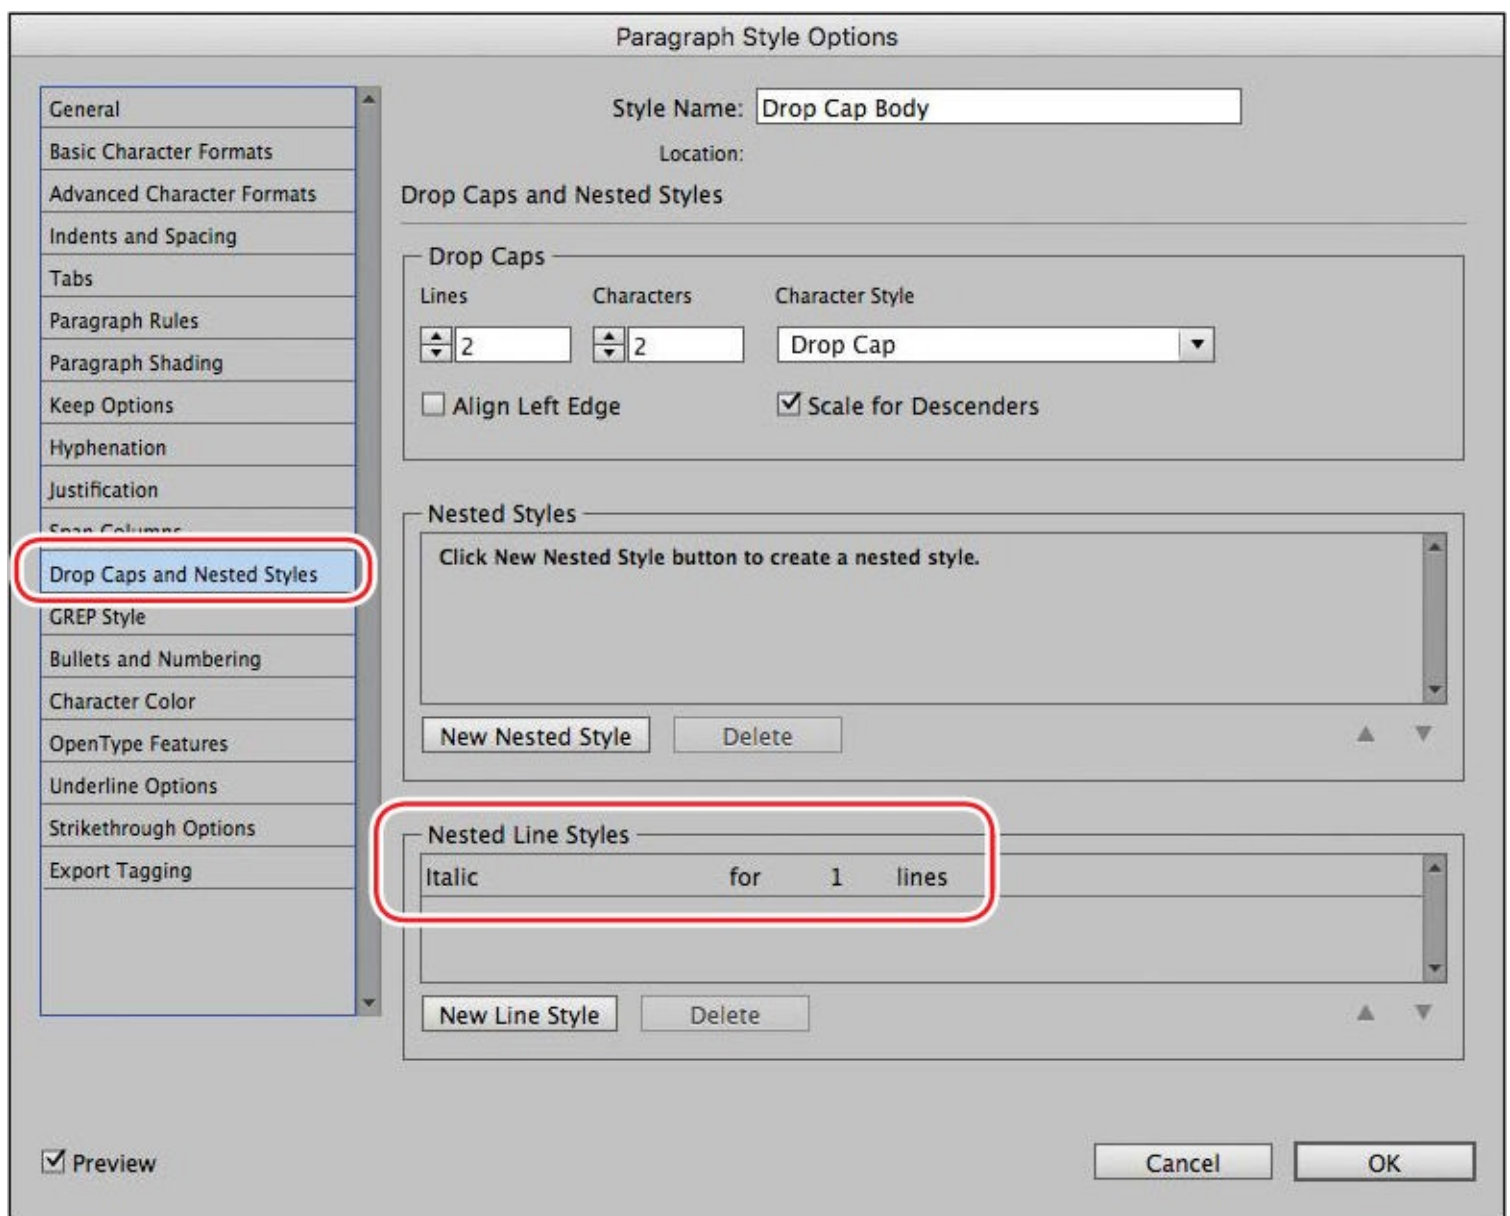 Paragraph Style Options
General
Basic Character Formats
Advanced Character Formats
Indents and Spacing
Tabs
Paragraph Rules
Paragraph Shading
Keep Options
Hyphenation
Justification
Span Columns
Drop Caps and Nested Styles
GREP Style
Bullets and Numbering
Character Color
OpenType Features
Underline Options
Strikethrough Options
Export Tagging
Style Name: Drop Cap Body
Location:
Drop Caps and Nested Styles
Drop Caps
Lines Characters Character Style
2 2 Drop Cap
Align Left Edge Scale for Descenders
Nested Styles
Click New Nested Style button to create a nested style.
New Nested Style Delete
Nested Line Styles
Italic for 1 lines
New Line Style Delete
Preview Cancel OK